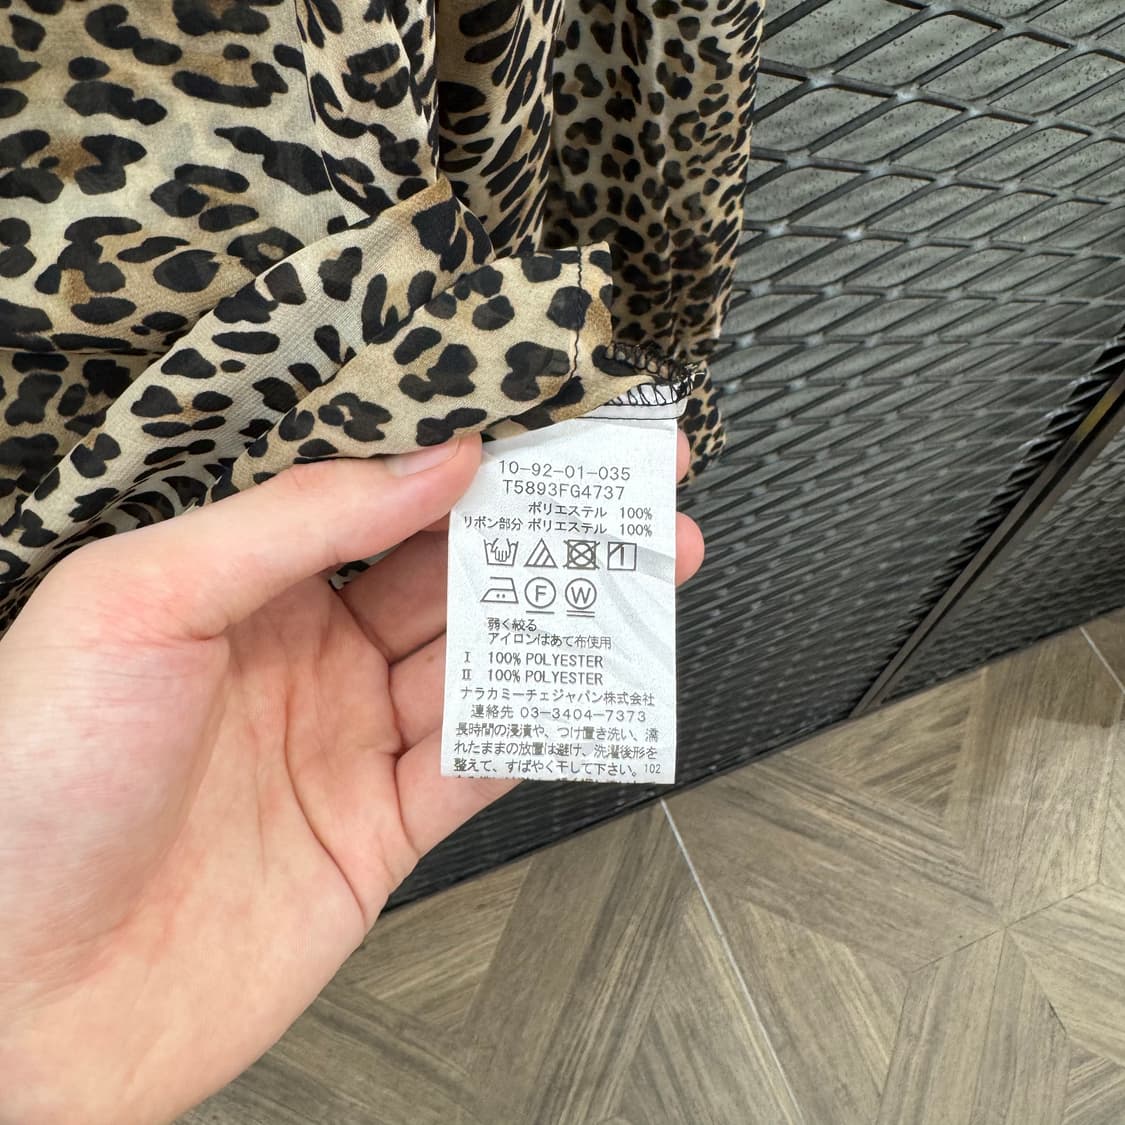 10-92-01-035
T5893FG4737
ポリエステル 100%
リボン部分 ポリエステル 100%
F W
弱く絞る
アイロンはあて布使用
I 100% POLYESTER
II 100% POLYESTER
ナラカミーチェジャパン株式会社
連絡先 03-3404-7373
長時間の浸漬や、つけ置き洗い、濡
れたままの放置は避け、洗濯後形を
整えて、すばやく干して下さい。102